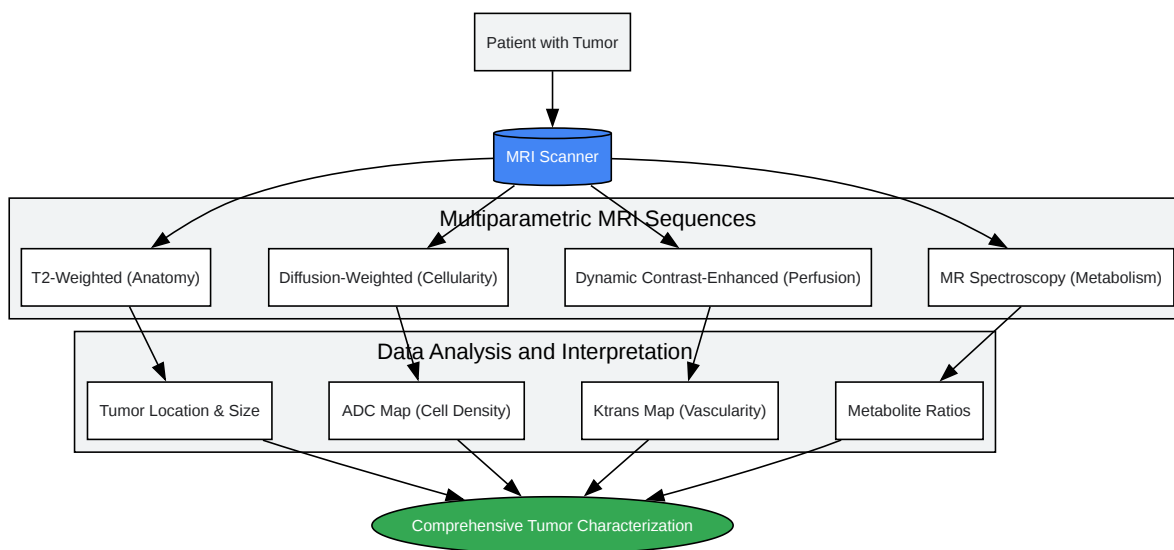 Patient with Tumor
MRI Scanner
Multiparametric MRI Sequences
T2-Weighted (Anatomy)
Diffusion-Weighted (Cellularity)
Dynamic Contrast-Enhanced (Perfusion)
MR Spectroscopy (Metabolism)
Data Analysis and Interpretation
Tumor Location & Size
ADC Map (Cell Density)
Ktrans Map (Vascularity)
Metabolite Ratios
Comprehensive Tumor Characterization